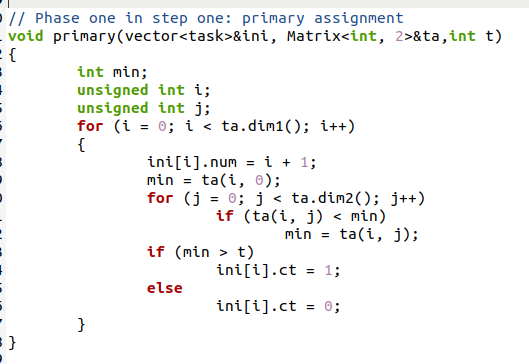 // Phase one in step one: primary assignment
void primary(vector<task>&ini, Matrix<int, 2>&ta,int t)
{
        int min;
        unsigned int i;
        unsigned int j;
        for (i = 0; i < ta.dim1(); i++)
        {
                ini[i].num = i + 1;
                min = ta(i, 0);
                for (j = 0; j < ta.dim2(); j++)
                        if (ta(i, j) < min)
                                min = ta(i, j);
                if (min > t)
                        ini[i].ct = 1;
                else
                        ini[i].ct = 0;
        }
}